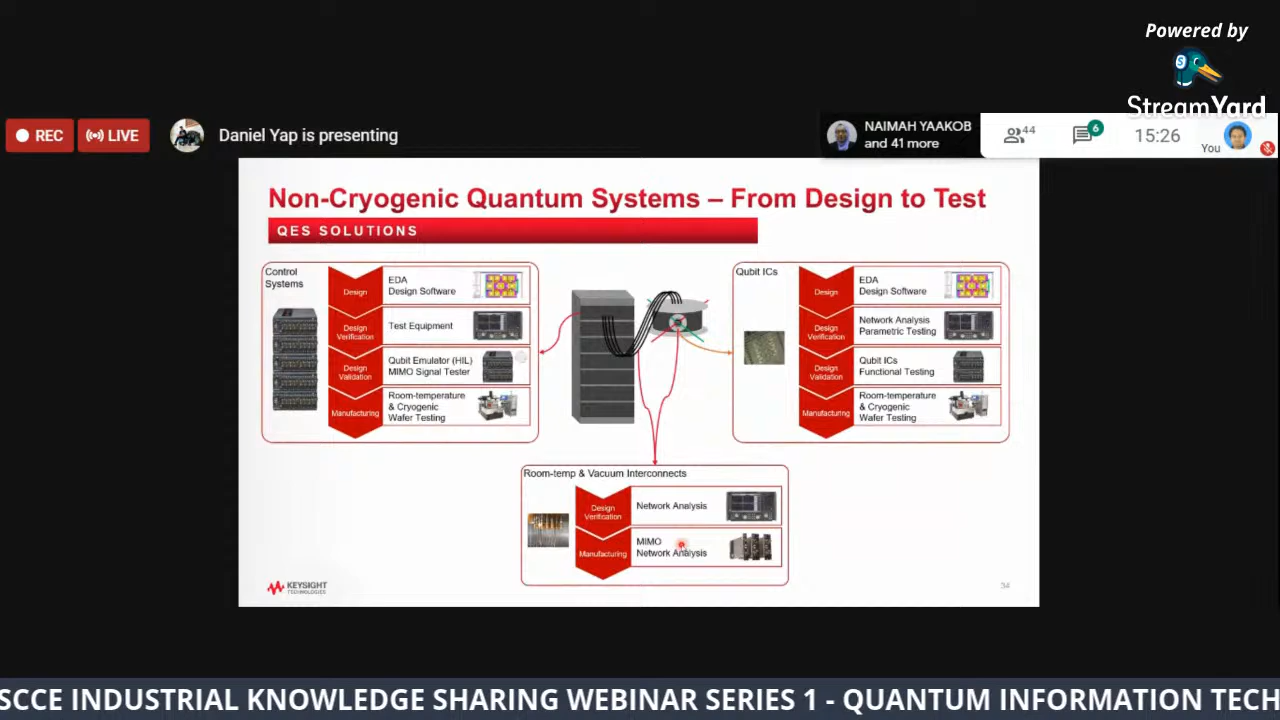 Powered by
StreamYard
REC
LIVE
Daniel Yap is presenting
NAIMAH YAAKOB
and 41 more
44
6
15:26
You
Non-Cryogenic Quantum Systems – From Design to Test
QES SOLUTIONS
Control
Systems
Design
EDA
Design Software
Design
Verification
Test Equipment
Design
Validation
Qubit Emulator (HIL)
MIMO Signal Tester
Manufacturing
Room-temperature
& Cryogenic
Wafer Testing
Qubit ICs
Design
EDA
Design Software
Design
Verification
Network Analysis
Parametric Testing
Design
Validation
Qubit ICs
Functional Testing
Manufacturing
Room-temperature
& Cryogenic
Wafer Testing
Room-temp & Vacuum Interconnects
Design
Verification
Network Analysis
Manufacturing
MIMO
Network Analysis
KEYSIGHT
TECHNOLOGIES
34
SCCE INDUSTRIAL KNOWLEDGE SHARING WEBINAR SERIES 1 - QUANTUM INFORMATION TECH